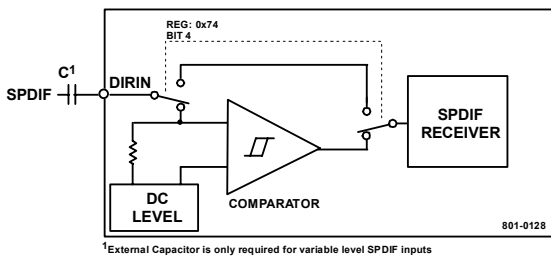 REG: 0x74
BIT 4
C1
SPDIF
DIRIN
SPDIF
RECEIVER
COMPARATOR
DC
LEVEL
801-0128
1External Capacitor is only required for variable level SPDIF inputs